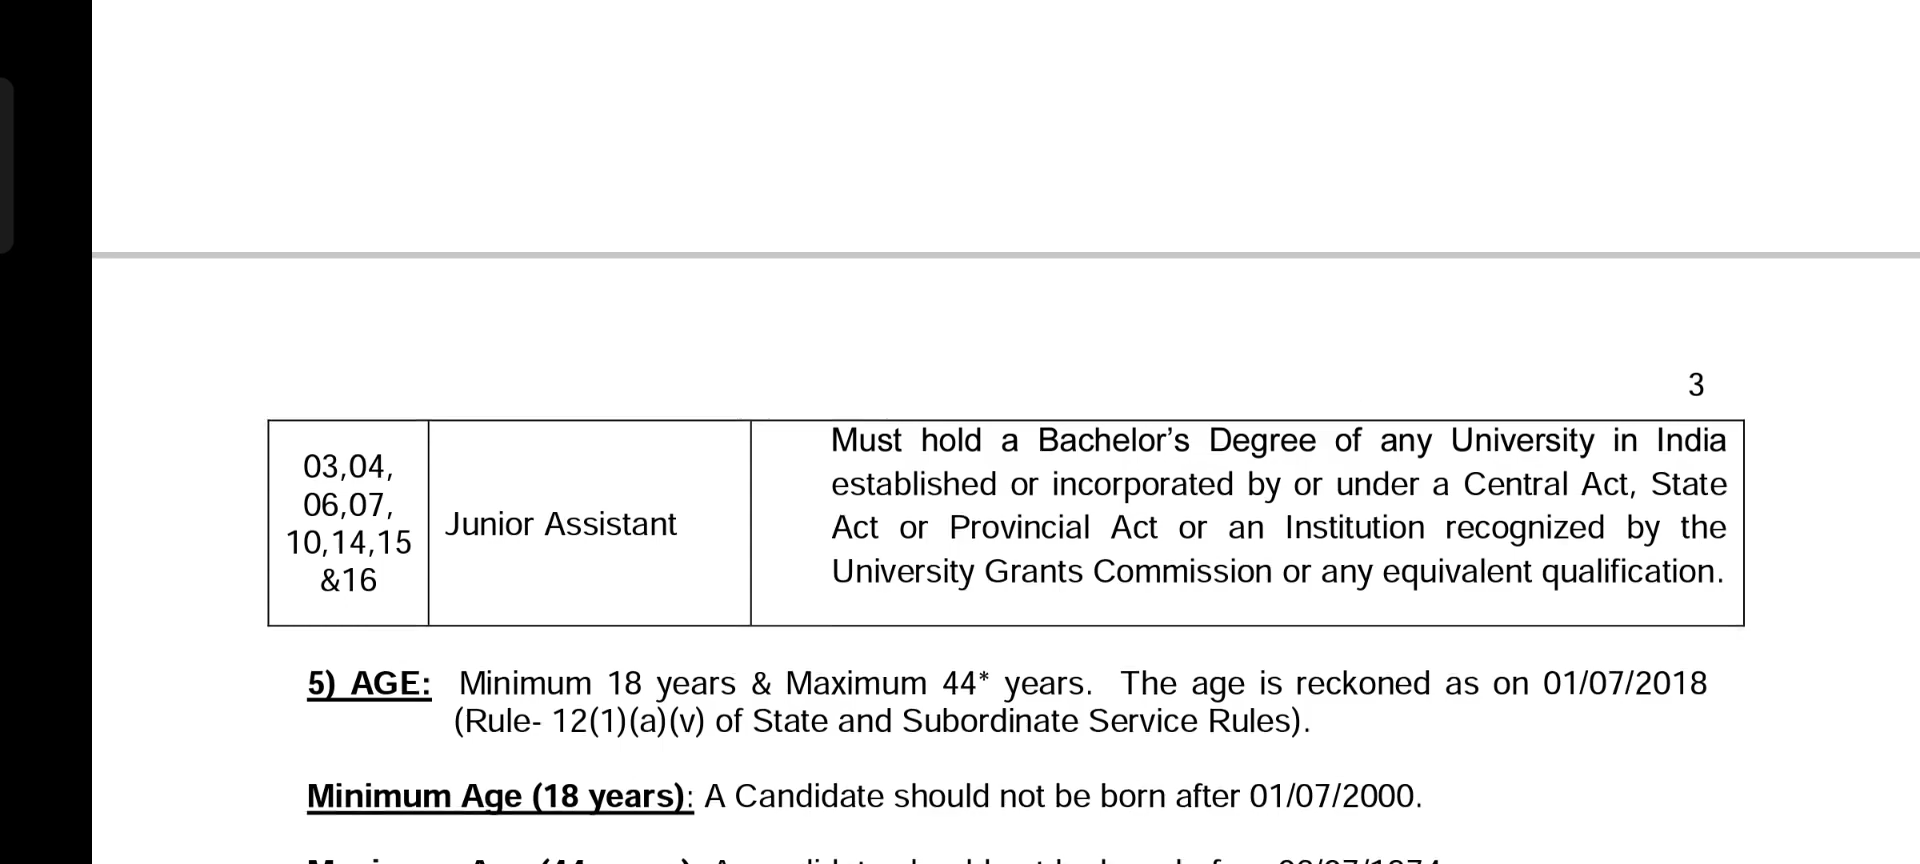 3
03,04,
06,07,
10,14,15
&16
Junior Assistant
Must hold a Bachelor’s Degree of any University in India
established or incorporated by or under a Central Act, State
Act or Provincial Act or an Institution recognized by the
University Grants Commission or any equivalent qualification.
5) AGE: Minimum 18 years & Maximum 44* years. The age is reckoned as on 01/07/2018
(Rule- 12(1)(a)(v) of State and Subordinate Service Rules).
Minimum Age (18 years): A Candidate should not be born after 01/07/2000.